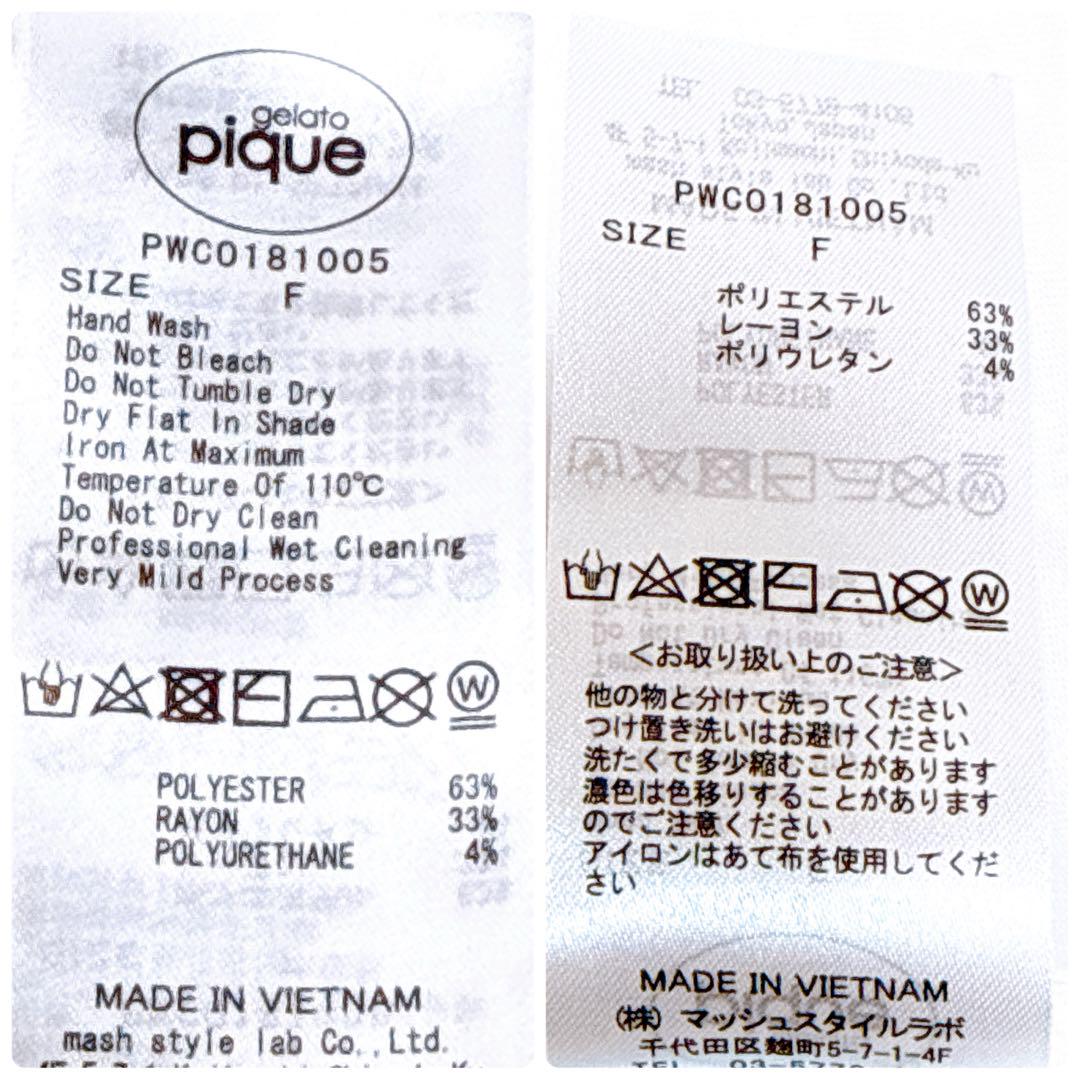 gelato
pique
PWCO181005
SIZE F
Hand Wash
Do Not Bleach
Do Not Tumble Dry
Dry Flat In Shade
Iron At Maximum
Temperature Of 110℃
Do Not Dry Clean
Professional Wet Cleaning
Very Mild Process
W
POLYESTER 63%
RAYON 33%
POLYURETHANE 4%
MADE IN VIETNAM
mash style lab Co.,Ltd.
PWCO181005
SIZE F
ポリエステル 63%
レーヨン 33%
ポリウレタン 4%
W
<お取り扱い上のご注意>
他の物と分けて洗ってください
つけ置き洗いはお避けください
洗たくで多少縮むことがあります
濃色は色移りすることがあります
のでご注意ください
アイロンはあて布を使用してくだ
さい
MADE IN VIETNAM
(株) マッシュスタイルラボ
千代田区麹町5-7-1-4F